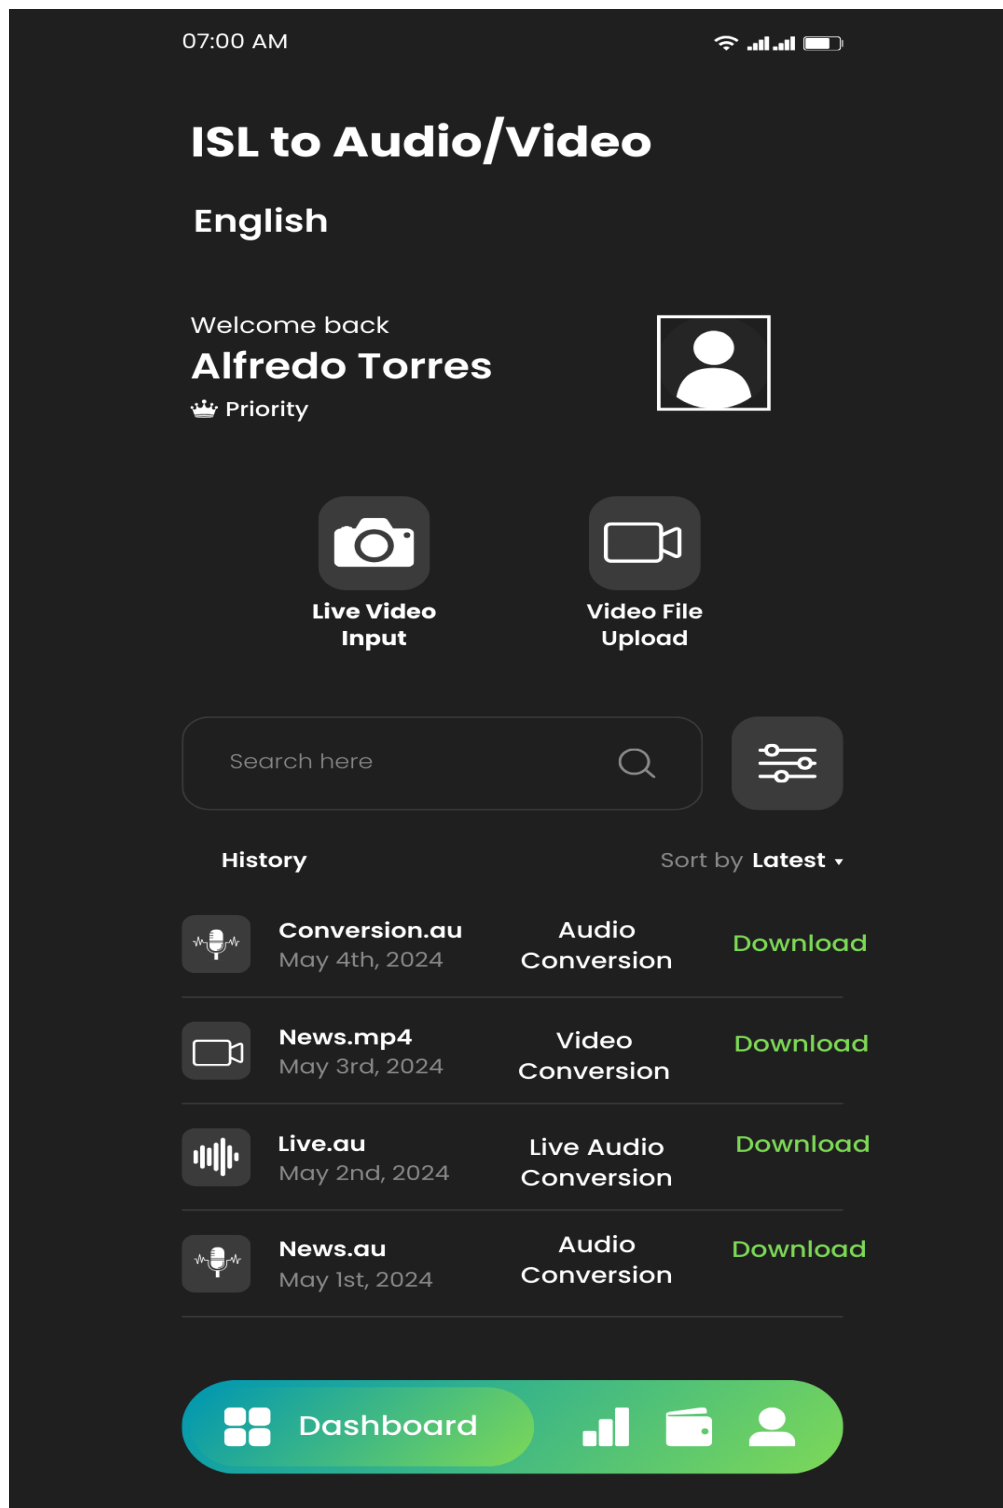 07:00 AM
ISL to Audio/Video
English
Welcome back
Alfredo Torres
Priority
Live Video
Input
Video File
Upload
Search here
History
Sort by Latest
Conversion.au
May 4th, 2024
Audio
Conversion
Download
News.mp4
May 3rd, 2024
Video
Conversion
Download
Live.au
May 2nd, 2024
Live Audio
Conversion
Download
News.au
May 1st, 2024
Audio
Conversion
Download
Dashboard